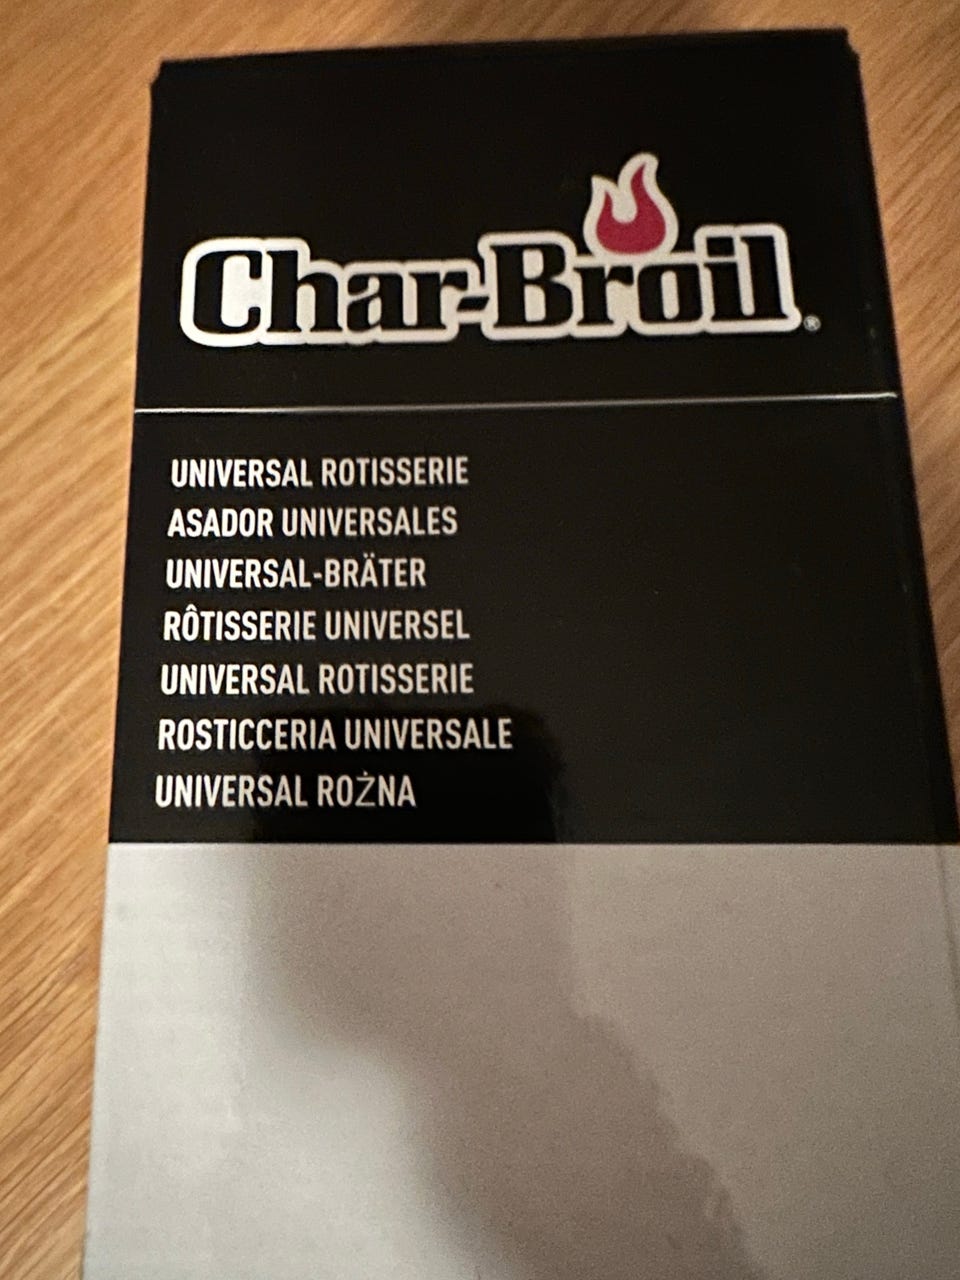 Char-Broil®
UNIVERSAL ROTISSERIE
ASADOR UNIVERSALES
UNIVERSAL-BRÄTER
RÔTISSERIE UNIVERSEL
UNIVERSAL ROTISSERIE
ROSTICCERIA UNIVERSALE
UNIVERSAL ROŻNA